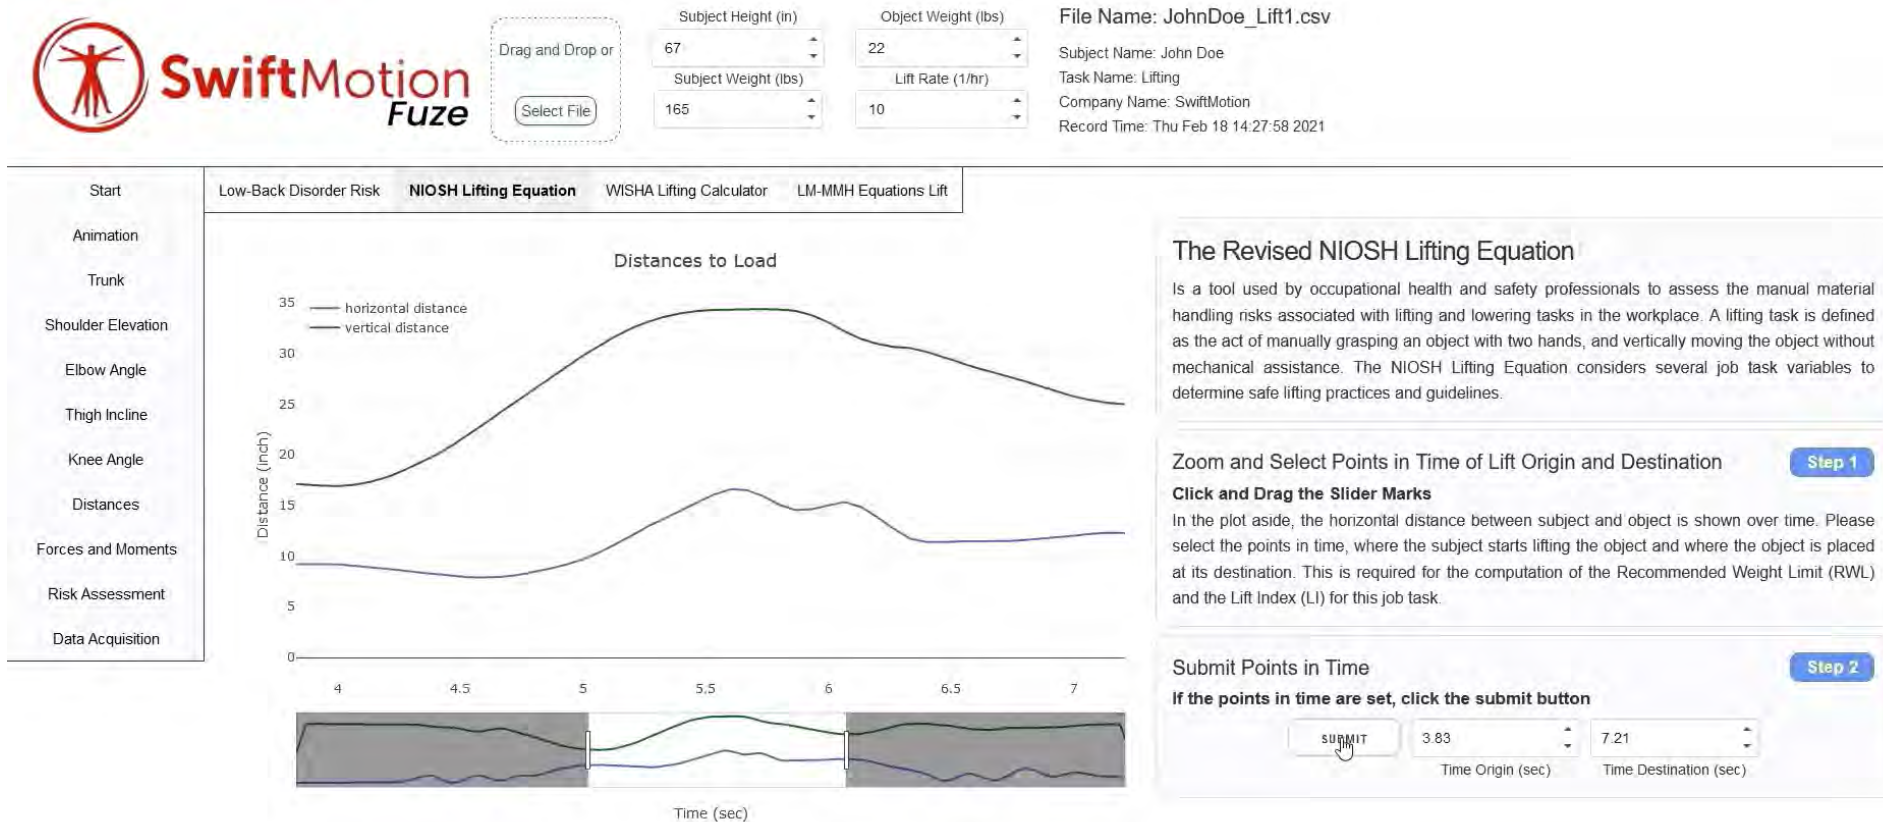 SwiftMotion
Fuze
Drag and Drop or
Select File
Subject Height (in)
67
Subject Weight (lbs)
165
Object Weight (lbs)
22
Lift Rate (1/hr)
10
File Name: JohnDoe_Lift1.csv
Subject Name: John Doe
Task Name: Lifting
Company Name: SwiftMotion
Record Time: Thu Feb 18 14:27:58 2021
Start
Animation
Trunk
Shoulder Elevation
Elbow Angle
Thigh Incline
Knee Angle
Distances
Forces and Moments
Risk Assessment
Data Acquisition
Low-Back Disorder Risk
NIOSH Lifting Equation
WISHA Lifting Calculator
LM-MMH Equations Lift
Distances to Load
horizontal distance
vertical distance
Distance (inch)
35
30
25
20
15
10
5
0
4
4.5
5
5.5
6
6.5
7
Time (sec)
The Revised NIOSH Lifting Equation
Is a tool used by occupational health and safety professionals to assess the manual material
handling risks associated with lifting and lowering tasks in the workplace. A lifting task is defined
as the act of manually grasping an object with two hands, and vertically moving the object without
mechanical assistance. The NIOSH Lifting Equation considers several job task variables to
determine safe lifting practices and guidelines.
Zoom and Select Points in Time of Lift Origin and Destination
Step 1
Click and Drag the Slider Marks
In the plot aside, the horizontal distance between subject and object is shown over time. Please
select the points in time, where the subject starts lifting the object and where the object is placed
at its destination. This is required for the computation of the Recommended Weight Limit (RWL)
and the Lift Index (LI) for this job task.
Submit Points in Time
Step 2
If the points in time are set, click the submit button
SUBMIT
3.83
7.21
Time Origin (sec)
Time Destination (sec)